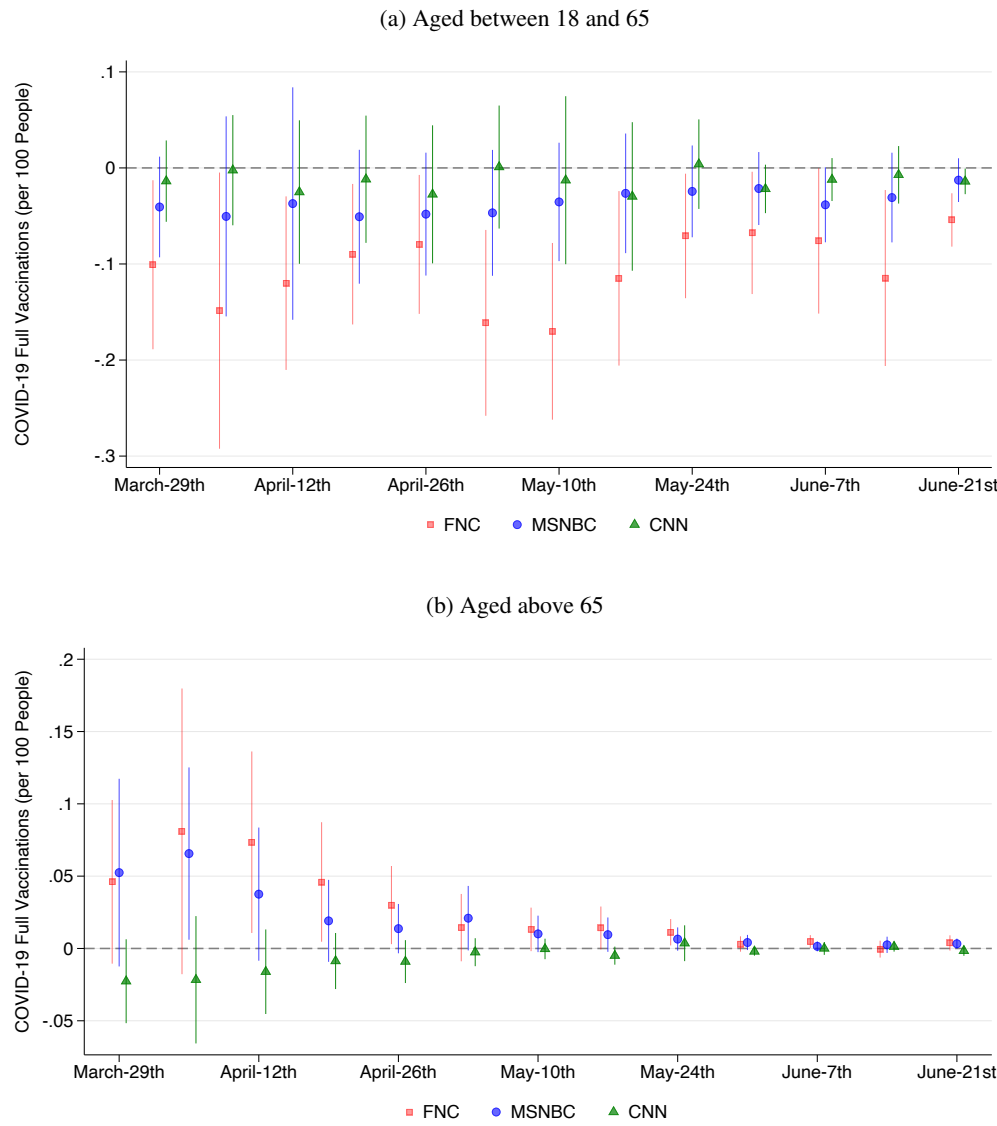 (a) Aged between 18 and 65
COVID-19 Full Vaccinations (per 100 People)
.1
0
-.1
-.2
-.3
March-29th April-12th April-26th May-10th May-24th June-7th June-21st
FNC MSNBC CNN
(b) Aged above 65
COVID-19 Full Vaccinations (per 100 People)
.2
.15
.1
.05
0
-.05
March-29th April-12th April-26th May-10th May-24th June-7th June-21st
FNC MSNBC CNN